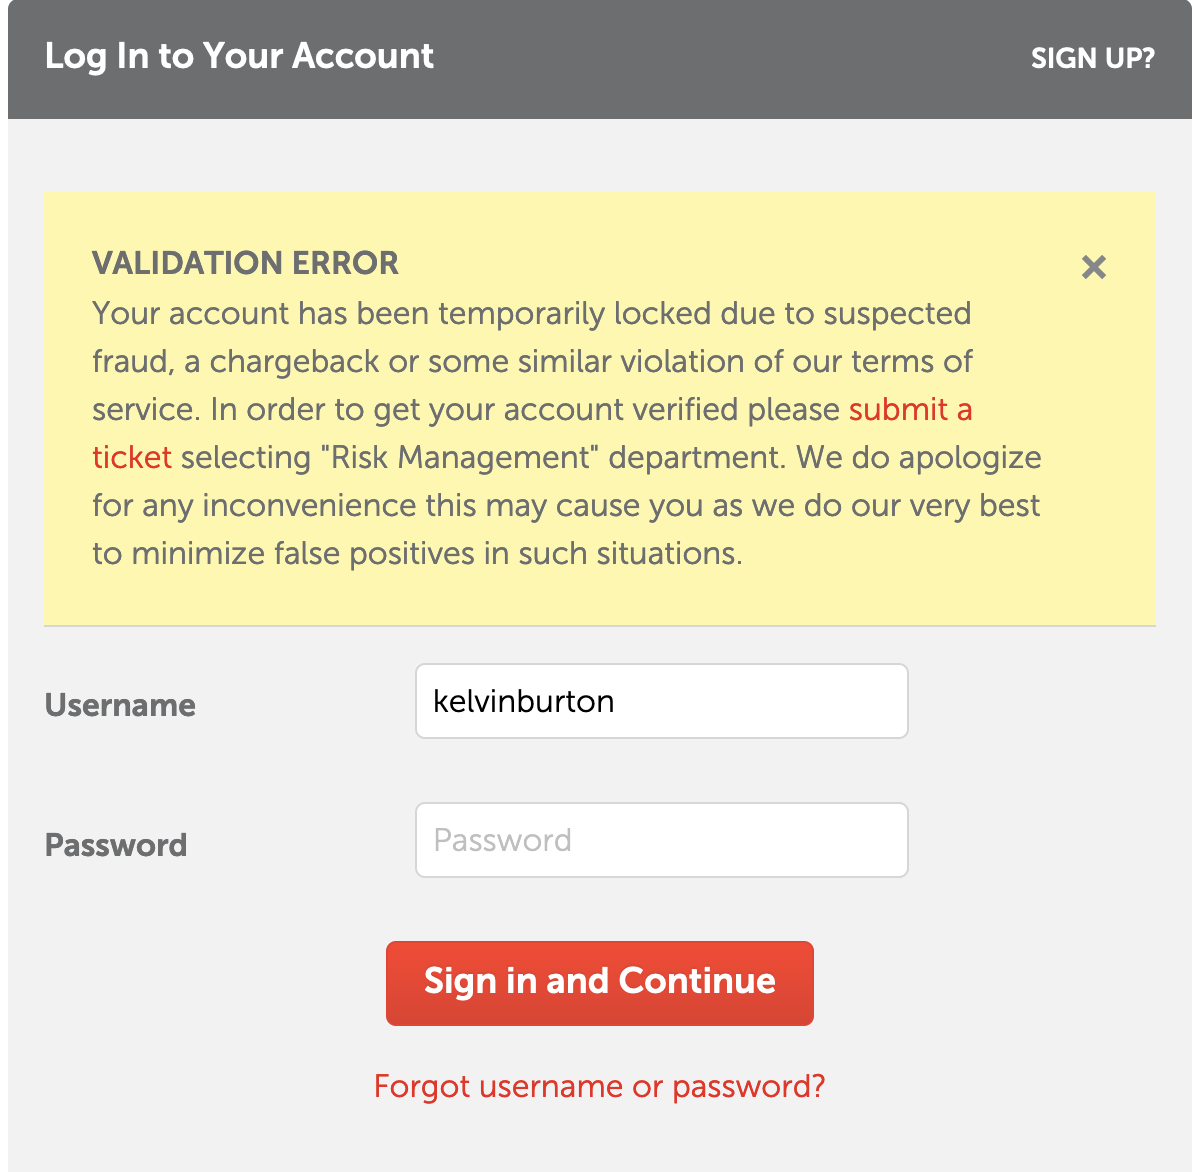 Log In to Your Account
SIGN UP?
VALIDATION ERROR
Your account has been temporarily locked due to suspected
fraud, a chargeback or some similar violation of our terms of
service. In order to get your account verified please submit a
ticket selecting "Risk Management" department. We do apologize
for any inconvenience this may cause you as we do our very best
to minimize false positives in such situations.
Username
kelvinburton
Password
Password
Sign in and Continue
Forgot username or password?